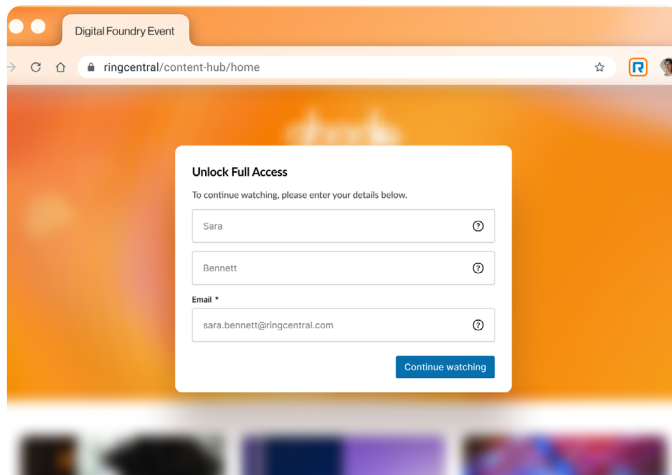 Digital Foundry Event
ringcentral/content-hub/home
Unlock Full Access
To continue watching, please enter your details below.
Sara
Bennett
Email *
sara.bennett@ringcentral.com
Continue watching